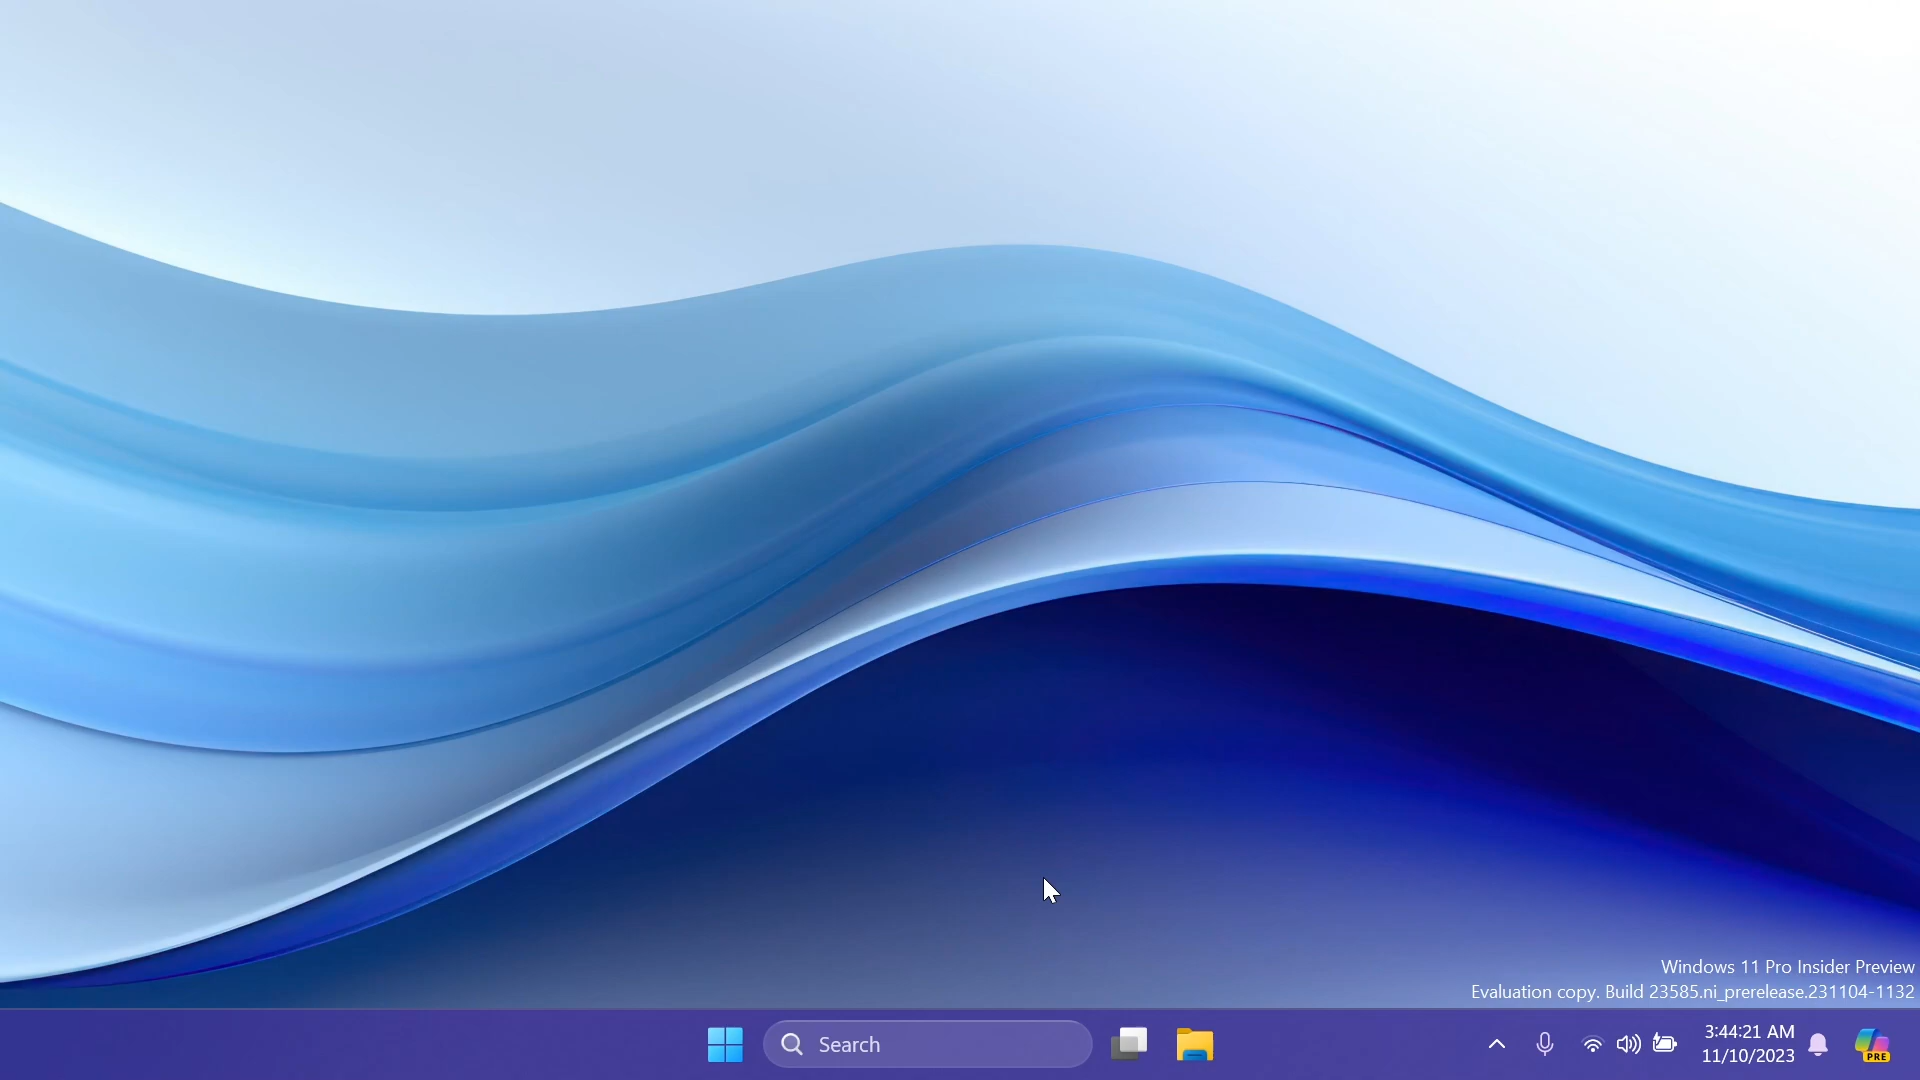 Windows 11 Pro Insider Preview
Evaluation copy. Build 23585.ni_prerelease.231104-1132
Search
3:44:21 AM
11/10/2023
PRE